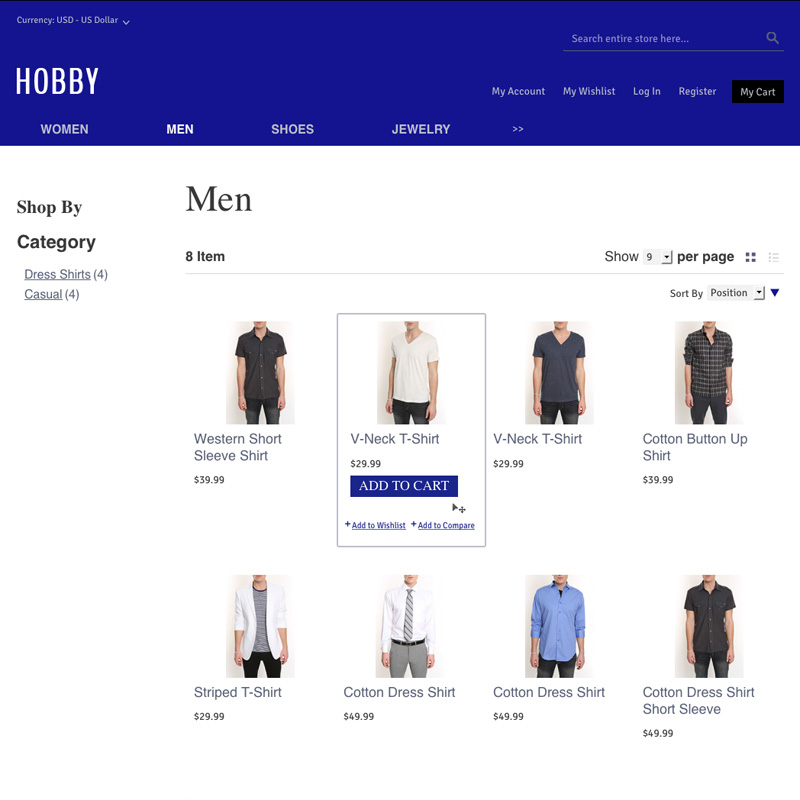 Currency: USD - US Dollar
Search entire store here...
HOBBY
My Account My Wishlist Log In Register My Cart
WOMEN MEN SHOES JEWELRY >>
Shop By
Category
Dress Shirts (4)
Casual (4)
Men
8 Item
Show 9 per page
Sort By Position
Western Short
Sleeve Shirt
$39.99
V-Neck T-Shirt
$29.99
ADD TO CART
+ Add to Wishlist + Add to Compare
V-Neck T-Shirt
$29.99
Cotton Button Up
Shirt
$39.99
Striped T-Shirt
$29.99
Cotton Dress Shirt
$49.99
Cotton Dress Shirt
$49.99
Cotton Dress Shirt
Short Sleeve
$49.99